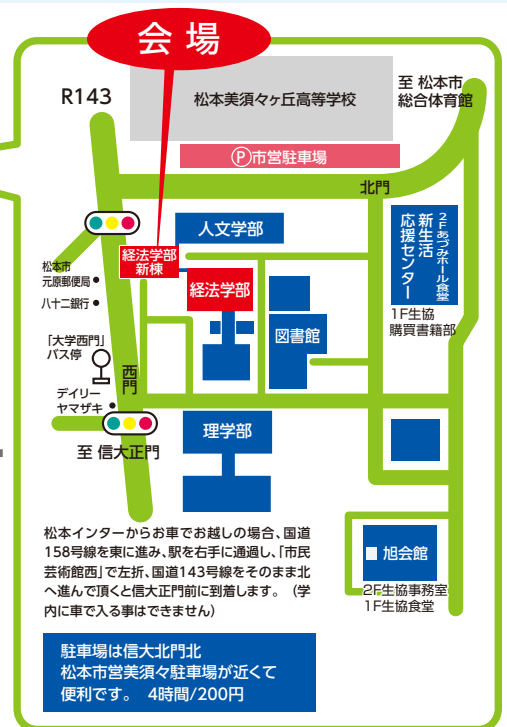 会場
R143
松本美須々ヶ丘高等学校
至 松本市
総合体育館
Ⓟ市営駐車場
北門
人文学部
経法学部
新棟
経法学部
図書館
2Fあづみホール食堂
新生活
応援センター
1F生協
購買書籍部
松本市
元原郵便局
八十二銀行
「大学西門」
バス停
西門
デイリー
ヤマザキ
至 信大正門
理学部
旭会館
2F生協事務室
1F生協食堂
松本インターからお車でお越しの場合、国道
158号線を東に進み、駅を右手に通過し、「市民
芸術館西」で左折、国道143号線をそのまま北
へ進んで頂くと信大正門前に到着します。（学
内に車で入る事はできません）
駐車場は信大北門北
松本市営美須々駐車場が近くて
便利です。 4時間/200円